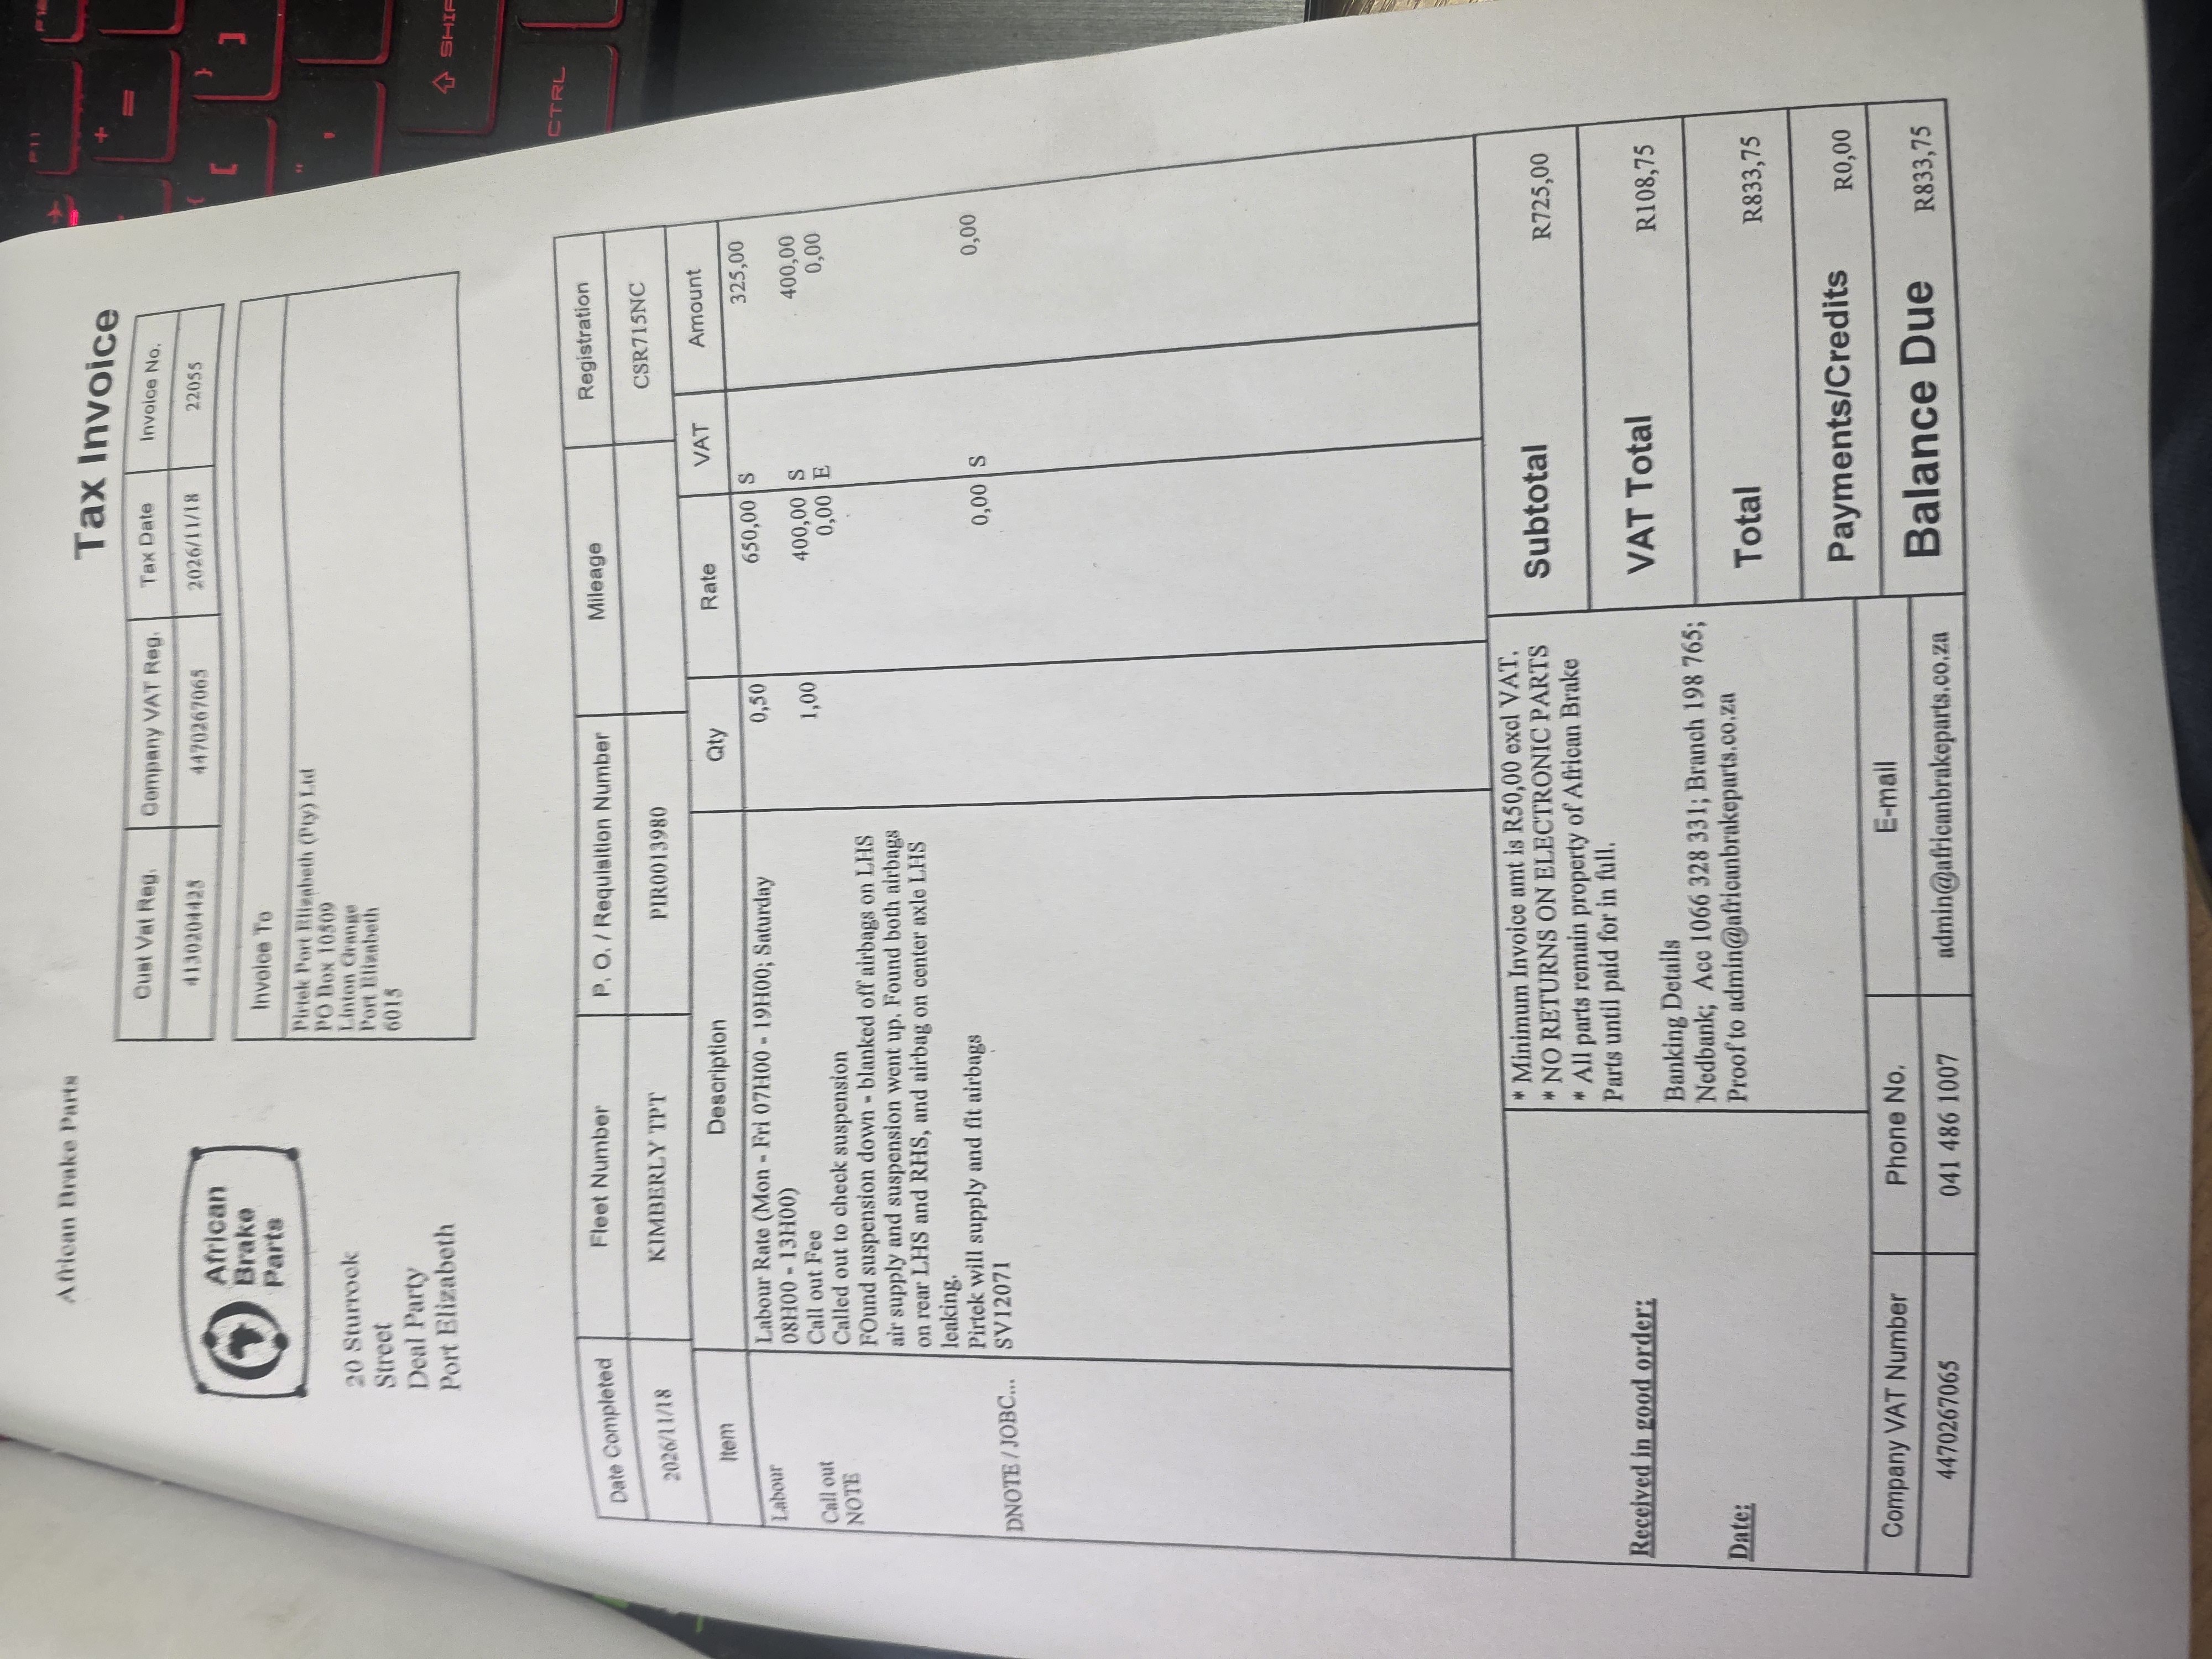 African Brake Parts
Tax Invoice
Cust Vat Reg. Company VAT Reg. Tax Date Invoice No.
4130204425 4470267065 2026/11/18 22055
African
Brake
Parts
20 Sturrock
Street
Deal Party
Port Elizabeth
Invoice To
Pirtek Port Elizabeth (Pty) Ltd
PO Box 10509
Linton Grange
Port Elizabeth
6015
Date Completed Fleet Number P. O. / Requisition Number Mileage Registration
2026/11/18 KIMBERLY TPT PIR0013980 CSR715NC
Item Description Qty Rate VAT Amount
Labour Labour Rate (Mon - Fri 07H00 - 19H00; Saturday 0,50 650,00 S 325,00
08H00 - 13H00)
Call out Call out Fee 1,00 400,00 S 400,00
NOTE Called out to check suspension 0,00 E 0,00
FOund suspension down - blanked off airbags on LHS
air supply and suspension went up. Found both airbags
on rear LHS and RHS, and airbag on center axle LHS
leaking.
Pirtek will supply and fit airbags
DNOTE / JOBC... SV12071 0,00 S 0,00
Received in good order:
Date:
* Minimum Invoice amt is R50,00 excl VAT.
* NO RETURNS ON ELECTRONIC PARTS
* All parts remain property of African Brake
Parts until paid for in full.
Banking Details
Nedbank; Acc 1066 328 331; Branch 198 765;
Proof to admin@africanbrakeparts.co.za
Subtotal R725,00
VAT Total R108,75
Total R833,75
Payments/Credits R0,00
Balance Due R833,75
Company VAT Number Phone No. E-mail
4470267065 041 486 1007 admin@africanbrakeparts.co.za
F11
+
=
{
[
}
]
"
'
CTRL